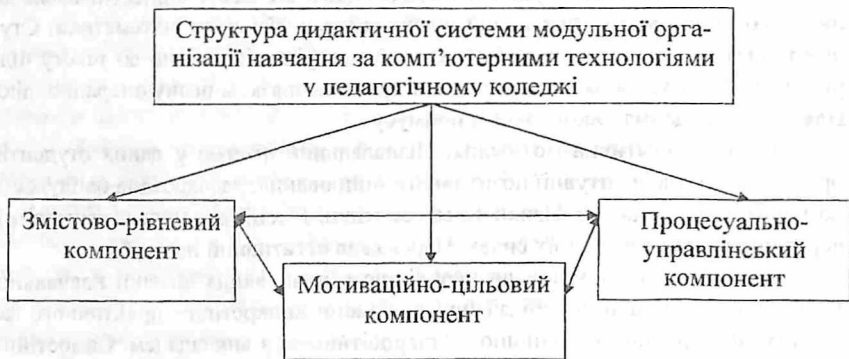 Структура дидактичної системи модульної орга-
нізації навчання за комп'ютерними технологіями
у педагогічному коледжі
Змістово-рівневий
компонент
Мотиваційно-цільовий
компонент
Процесуально-
управлінський
компонент